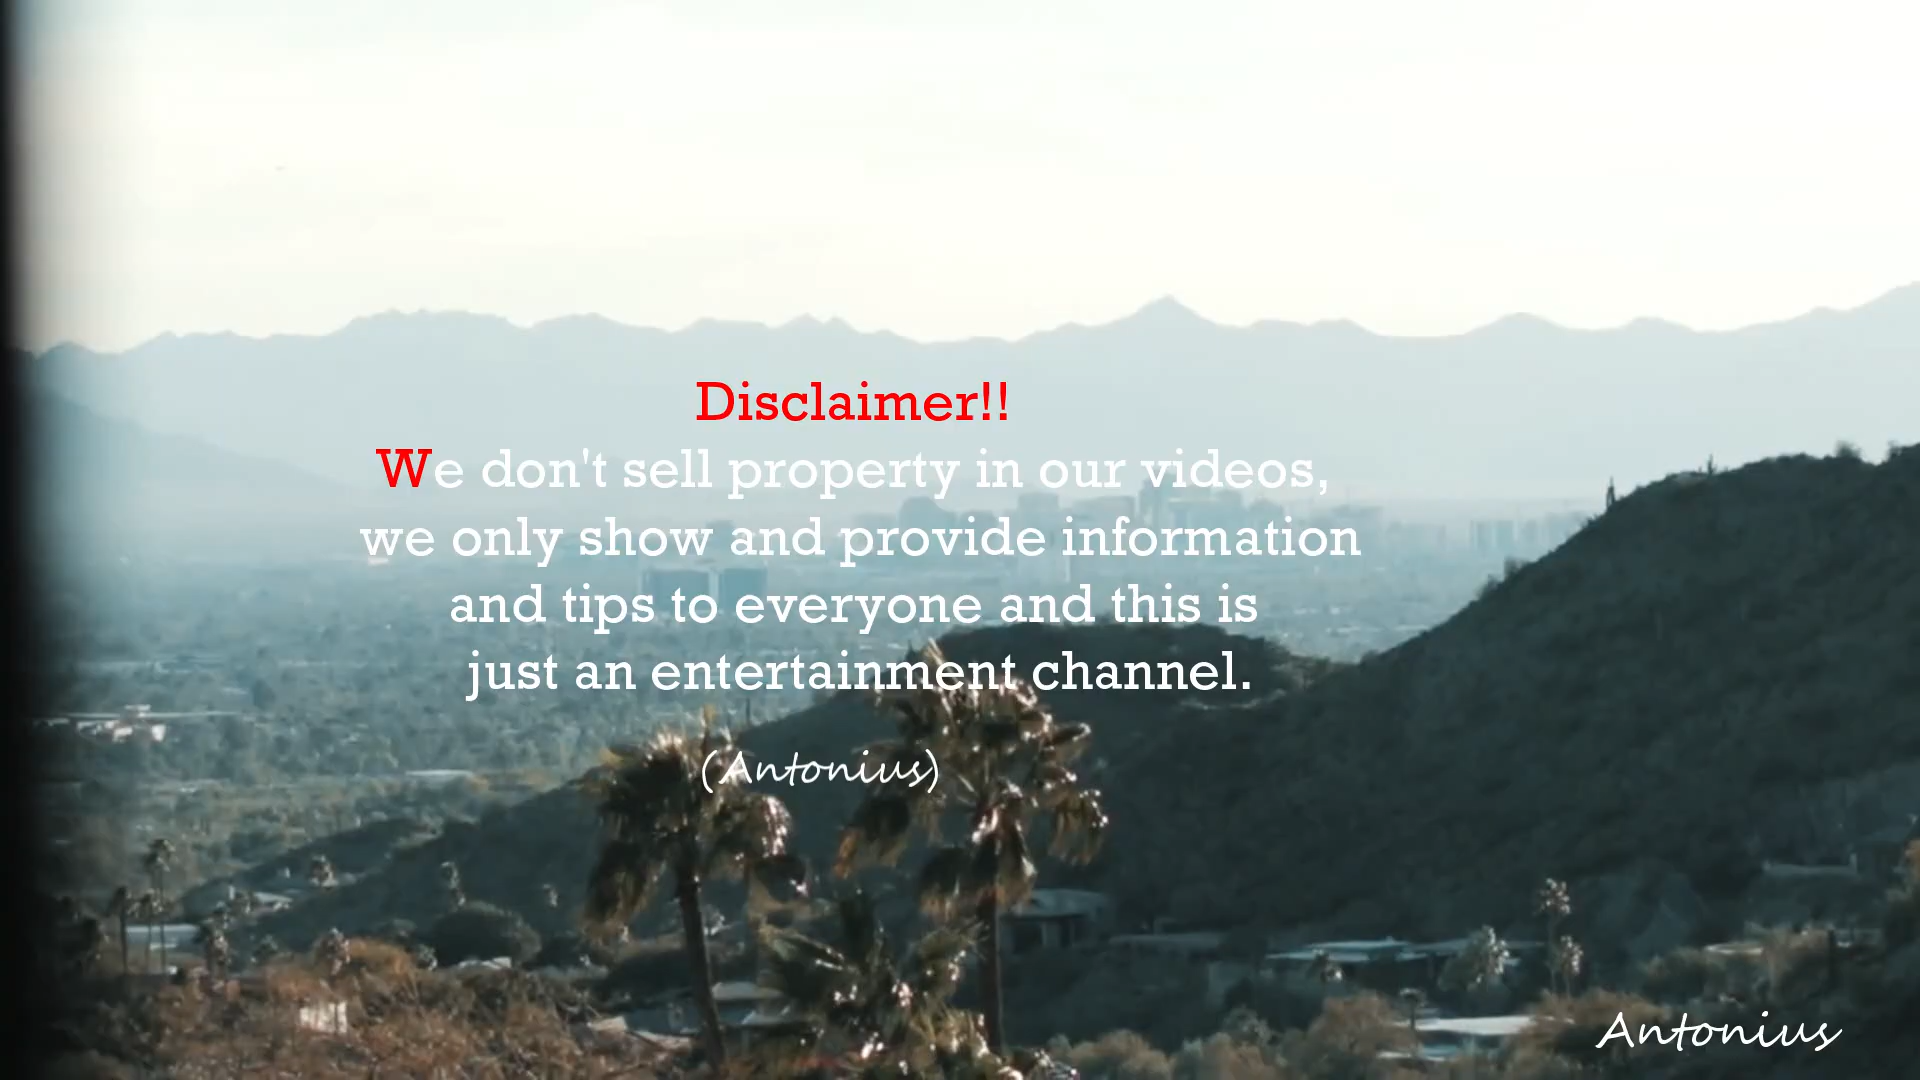 Disclaimer!!
We don't sell property in our videos,
we only show and provide information
and tips to everyone and this is
just an entertainment channel.
(Antonius)
Antonius